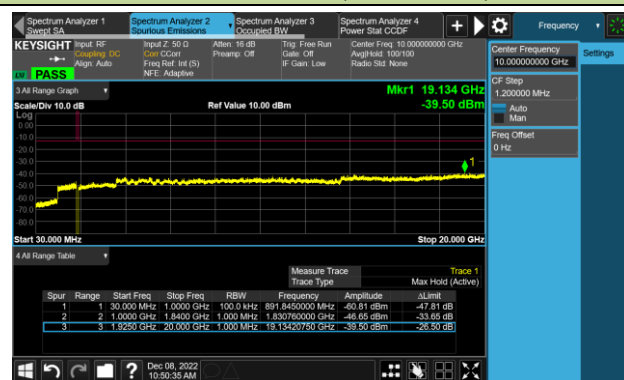 Spectrum Analyzer 1
Swept SA
Spectrum Analyzer 2
Spurious Emissions
Spectrum Analyzer 3
Occupied BW
Spectrum Analyzer 4
Power Stat CCDF
Frequency
KEYSIGHT
Input: RF
Coupling: DC
Align: Auto
Input Z: 50 Ω
Corr CCorr
Freq Ref: Int (S)
NFE: Adaptive
Atten: 16 dB
Preamp: Off
Trig: Free Run
Gate: Off
IF Gain: Low
Center Freq: 10.000000000 GHz
Avg|Hold: 100/100
Radio Std: None
PASS
Center Frequency
10.000000000 GHz
Settings
CF Step
1.200000 MHz
Auto
Man
Freq Offset
0 Hz
3 All Range Graph
Scale/Div 10.0 dB
Ref Value 10.00 dBm
Mkr1 19.134 GHz
-39.50 dBm
Log
0.00
-10.0
-20.0
-30.0
-40.0
-50.0
-60.0
-70.0
-80.0
1
Start 30.000 MHz
Stop 20.000 GHz
4 All Range Table
Measure Trace Trace 1
Trace Type Max Hold (Active)
Spur Range Start Freq Stop Freq RBW Frequency Amplitude ΔLimit
1 1 30.000 MHz 1.0000 GHz 100.0 kHz 891.8450000 MHz -60.81 dBm -47.81 dB
2 2 1.0000 GHz 1.8400 GHz 1.000 MHz 1.830760000 GHz -46.65 dBm -33.65 dB
3 3 1.9250 GHz 20.000 GHz 1.000 MHz 19.13420750 GHz -39.50 dBm -26.50 dB
Dec 08, 2022
10:50:35 AM